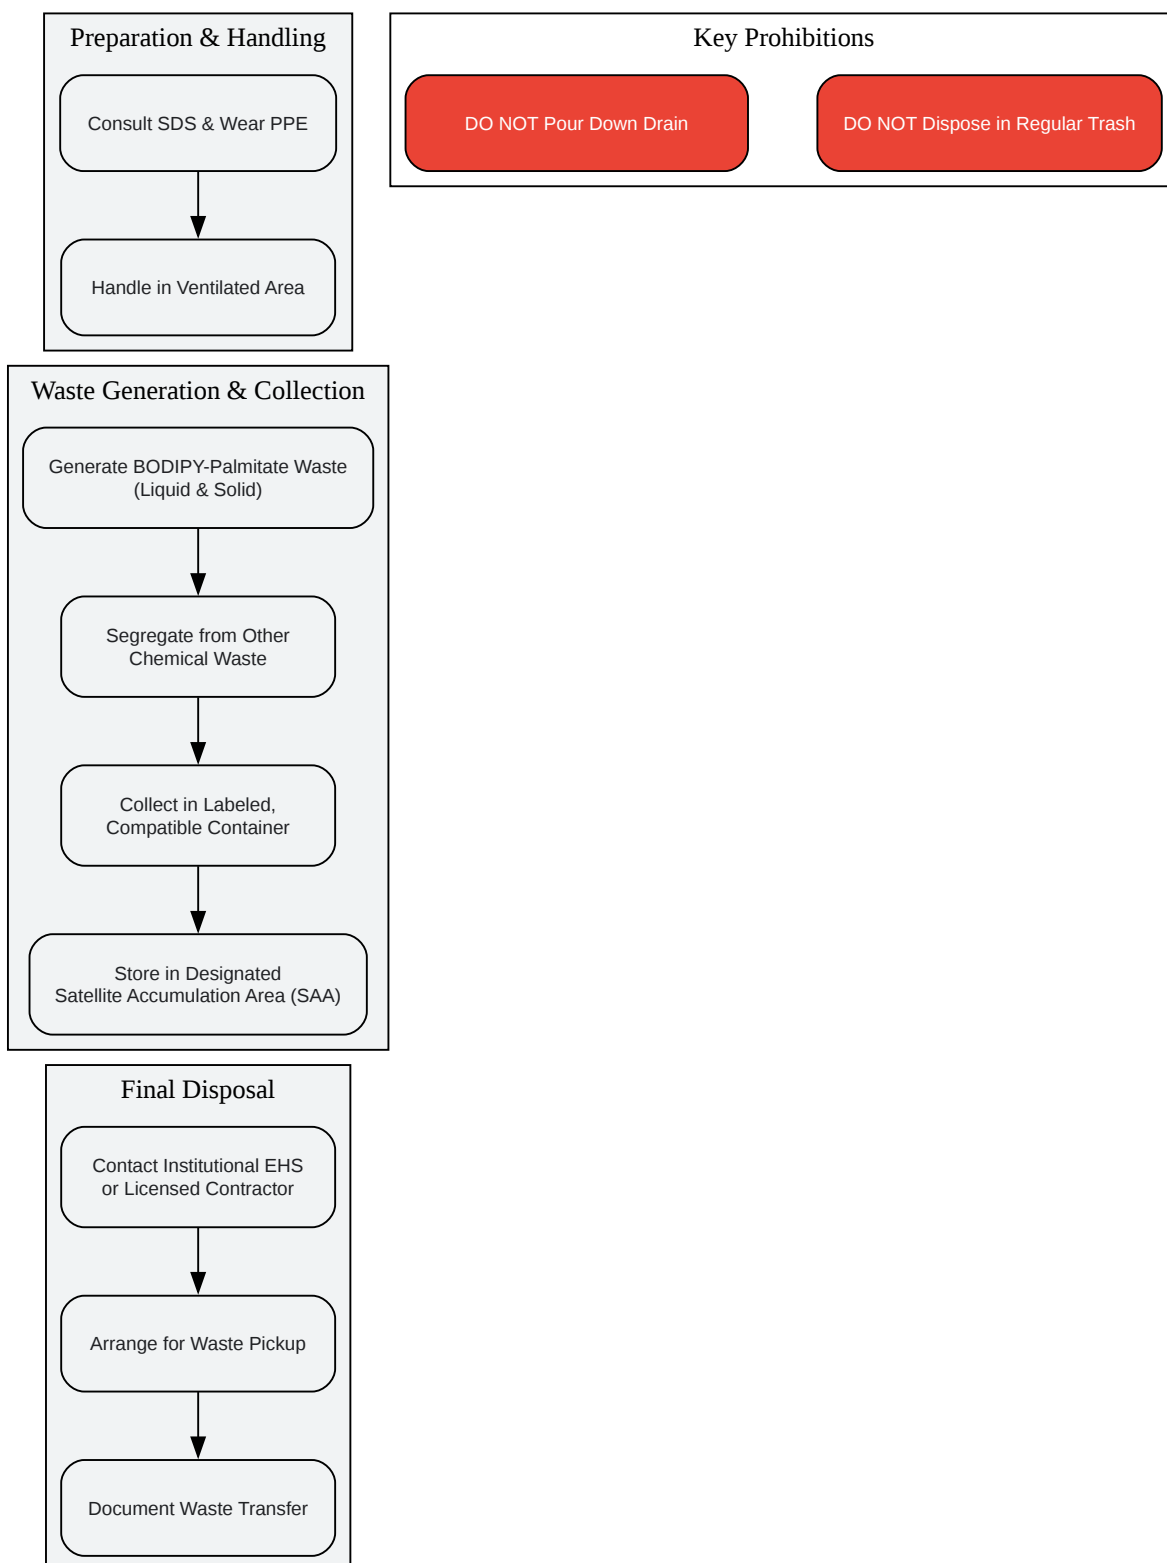 Preparation & Handling
Consult SDS & Wear PPE
Handle in Ventilated Area
Key Prohibitions
DO NOT Pour Down Drain
DO NOT Dispose in Regular Trash
Waste Generation & Collection
Generate BODIPY-Palmitate Waste
(Liquid & Solid)
Segregate from Other
Chemical Waste
Collect in Labeled,
Compatible Container
Store in Designated
Satellite Accumulation Area (SAA)
Final Disposal
Contact Institutional EHS
or Licensed Contractor
Arrange for Waste Pickup
Document Waste Transfer